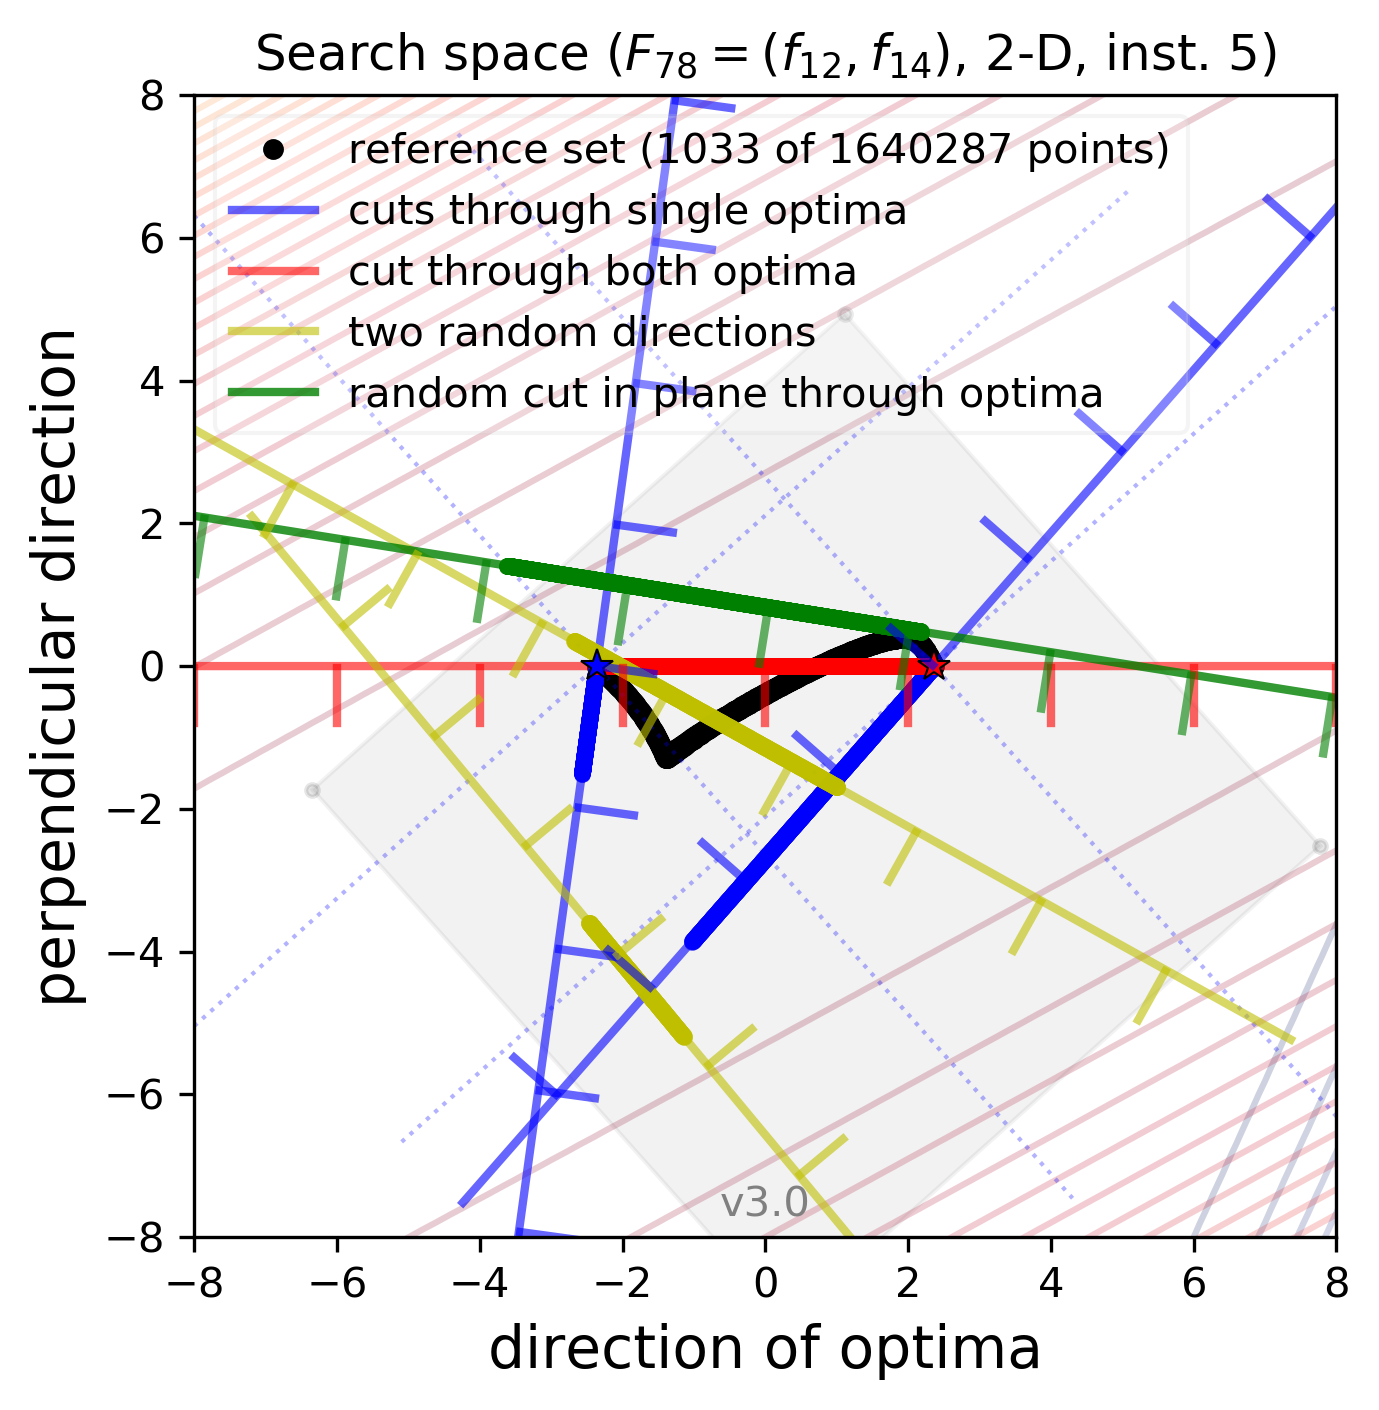 Search space (F₇₈ = (f₁₂, f₁₄), 2-D, inst. 5)
reference set (1033 of 1640287 points)
cuts through single optima
cut through both optima
two random directions
random cut in plane through optima
perpendicular direction
8
6
4
2
0
−2
−4
−6
−8
v3.0
−8 −6 −4 −2 0 2 4 6 8
direction of optima